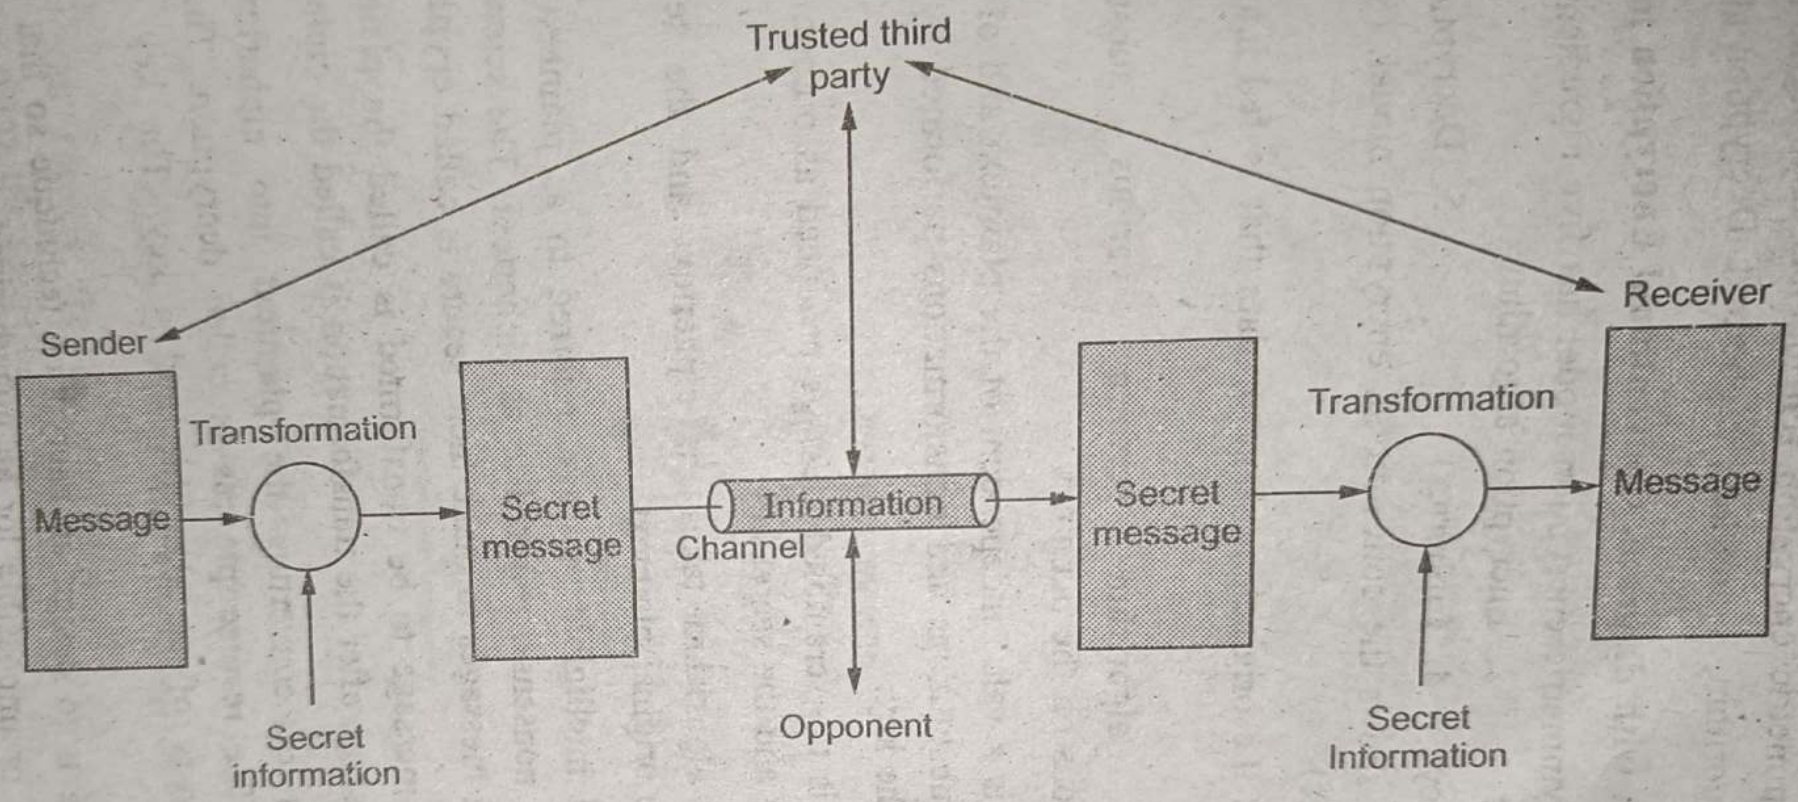 Trusted third
party
Sender
Receiver
Transformation
Transformation
Message
Secret
message
Information
Channel
Secret
message
Message
Secret
information
Opponent
Secret
Information